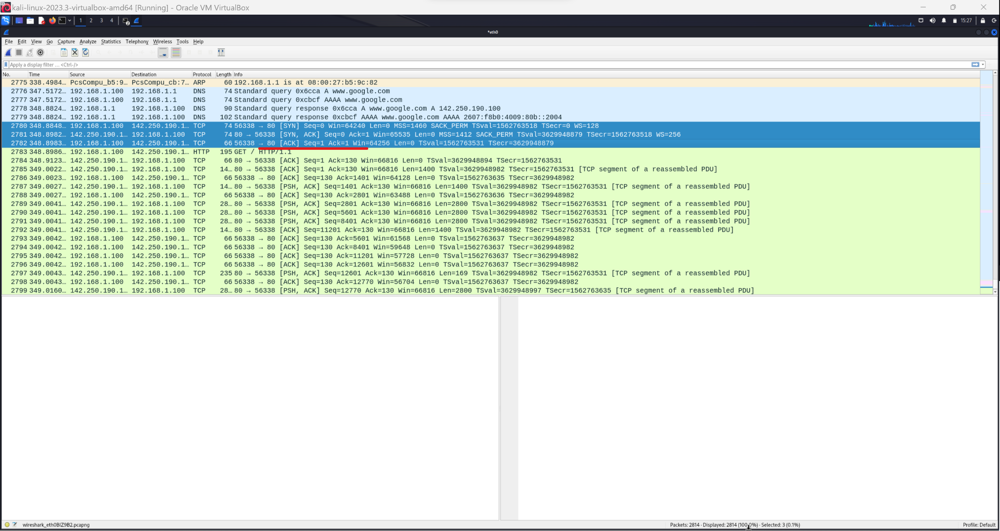 kali-linux-2023.3-virtualbox-amd64 [Running] - Oracle VM VirtualBox
1 2 3 4 2 15:27
*eth0
File Edit View Go Capture Analyze Statistics Telephony Wireless Tools Help
Apply a display filter ... <Ctrl-/>
No. Time Source Destination Protocol Length Info
2775 338.4984… PcsCompu_b5:9… PcsCompu_cb:7… ARP 60 192.168.1.1 is at 08:00:27:b5:9c:82
2776 347.5172… 192.168.1.100 192.168.1.1 DNS 74 Standard query 0x6cca A www.google.com
2777 347.5172… 192.168.1.100 192.168.1.1 DNS 74 Standard query 0xcbcf AAAA www.google.com
2778 348.8824… 192.168.1.1 192.168.1.100 DNS 90 Standard query response 0x6cca A www.google.com A 142.250.190.100
2779 348.8824… 192.168.1.1 192.168.1.100 DNS 102 Standard query response 0xcbcf AAAA www.google.com AAAA 2607:f8b0:4009:80b::2004
2780 348.8848… 192.168.1.100 142.250.190.1… TCP 74 56338 → 80 [SYN] Seq=0 Win=64240 Len=0 MSS=1460 SACK_PERM TSval=1562763518 TSecr=0 WS=128
2781 348.8982… 142.250.190.1… 192.168.1.100 TCP 74 80 → 56338 [SYN, ACK] Seq=0 Ack=1 Win=65535 Len=0 MSS=1412 SACK_PERM TSval=3629948879 TSecr=1562763518 WS=256
2782 348.8983… 192.168.1.100 142.250.190.1… TCP 66 56338 → 80 [ACK] Seq=1 Ack=1 Win=64256 Len=0 TSval=1562763531 TSecr=3629948879
2783 348.8986… 192.168.1.100 142.250.190.1… HTTP 195 GET / HTTP/1.1
2784 348.9123… 142.250.190.1… 192.168.1.100 TCP 66 80 → 56338 [ACK] Seq=1 Ack=130 Win=66816 Len=0 TSval=3629948894 TSecr=1562763531
2785 349.0022… 142.250.190.1… 192.168.1.100 TCP 14… 80 → 56338 [ACK] Seq=1 Ack=130 Win=66816 Len=1400 TSval=3629948982 TSecr=1562763531 [TCP segment of a reassembled PDU]
2786 349.0023… 192.168.1.100 142.250.190.1… TCP 66 56338 → 80 [ACK] Seq=130 Ack=1401 Win=64128 Len=0 TSval=1562763635 TSecr=3629948982
2787 349.0027… 142.250.190.1… 192.168.1.100 TCP 14… 80 → 56338 [PSH, ACK] Seq=1401 Ack=130 Win=66816 Len=1400 TSval=3629948982 TSecr=1562763531 [TCP segment of a reassembled PDU]
2788 349.0027… 192.168.1.100 142.250.190.1… TCP 66 56338 → 80 [ACK] Seq=130 Ack=2801 Win=63488 Len=0 TSval=1562763636 TSecr=3629948982
2789 349.0041… 142.250.190.1… 192.168.1.100 TCP 28… 80 → 56338 [PSH, ACK] Seq=2801 Ack=130 Win=66816 Len=2800 TSval=3629948982 TSecr=1562763531 [TCP segment of a reassembled PDU]
2790 349.0041… 142.250.190.1… 192.168.1.100 TCP 28… 80 → 56338 [PSH, ACK] Seq=5601 Ack=130 Win=66816 Len=2800 TSval=3629948982 TSecr=1562763531 [TCP segment of a reassembled PDU]
2791 349.0041… 142.250.190.1… 192.168.1.100 TCP 28… 80 → 56338 [PSH, ACK] Seq=8401 Ack=130 Win=66816 Len=2800 TSval=3629948982 TSecr=1562763531 [TCP segment of a reassembled PDU]
2792 349.0041… 142.250.190.1… 192.168.1.100 TCP 14… 80 → 56338 [ACK] Seq=11201 Ack=130 Win=66816 Len=1400 TSval=3629948982 TSecr=1562763531 [TCP segment of a reassembled PDU]
2793 349.0042… 192.168.1.100 142.250.190.1… TCP 66 56338 → 80 [ACK] Seq=130 Ack=5601 Win=61568 Len=0 TSval=1562763637 TSecr=3629948982
2794 349.0042… 192.168.1.100 142.250.190.1… TCP 66 56338 → 80 [ACK] Seq=130 Ack=8401 Win=59648 Len=0 TSval=1562763637 TSecr=3629948982
2795 349.0042… 192.168.1.100 142.250.190.1… TCP 66 56338 → 80 [ACK] Seq=130 Ack=11201 Win=57728 Len=0 TSval=1562763637 TSecr=3629948982
2796 349.0042… 192.168.1.100 142.250.190.1… TCP 66 56338 → 80 [ACK] Seq=130 Ack=12601 Win=56832 Len=0 TSval=1562763637 TSecr=3629948982
2797 349.0043… 142.250.190.1… 192.168.1.100 TCP 235 80 → 56338 [PSH, ACK] Seq=12601 Ack=130 Win=66816 Len=169 TSval=3629948982 TSecr=1562763531 [TCP segment of a reassembled PDU]
2798 349.0043… 192.168.1.100 142.250.190.1… TCP 66 56338 → 80 [ACK] Seq=130 Ack=12770 Win=56704 Len=0 TSval=1562763637 TSecr=3629948982
2799 349.0160… 142.250.190.1… 192.168.1.100 TCP 28… 80 → 56338 [PSH, ACK] Seq=12770 Ack=130 Win=66816 Len=2800 TSval=3629948997 TSecr=1562763635 [TCP segment of a reassembled PDU]
wireshark_eth0BIZ9B2.pcapng Packets: 2814 · Displayed: 2814 (100.0%) · Selected: 3 (0.1%) Profile: Default